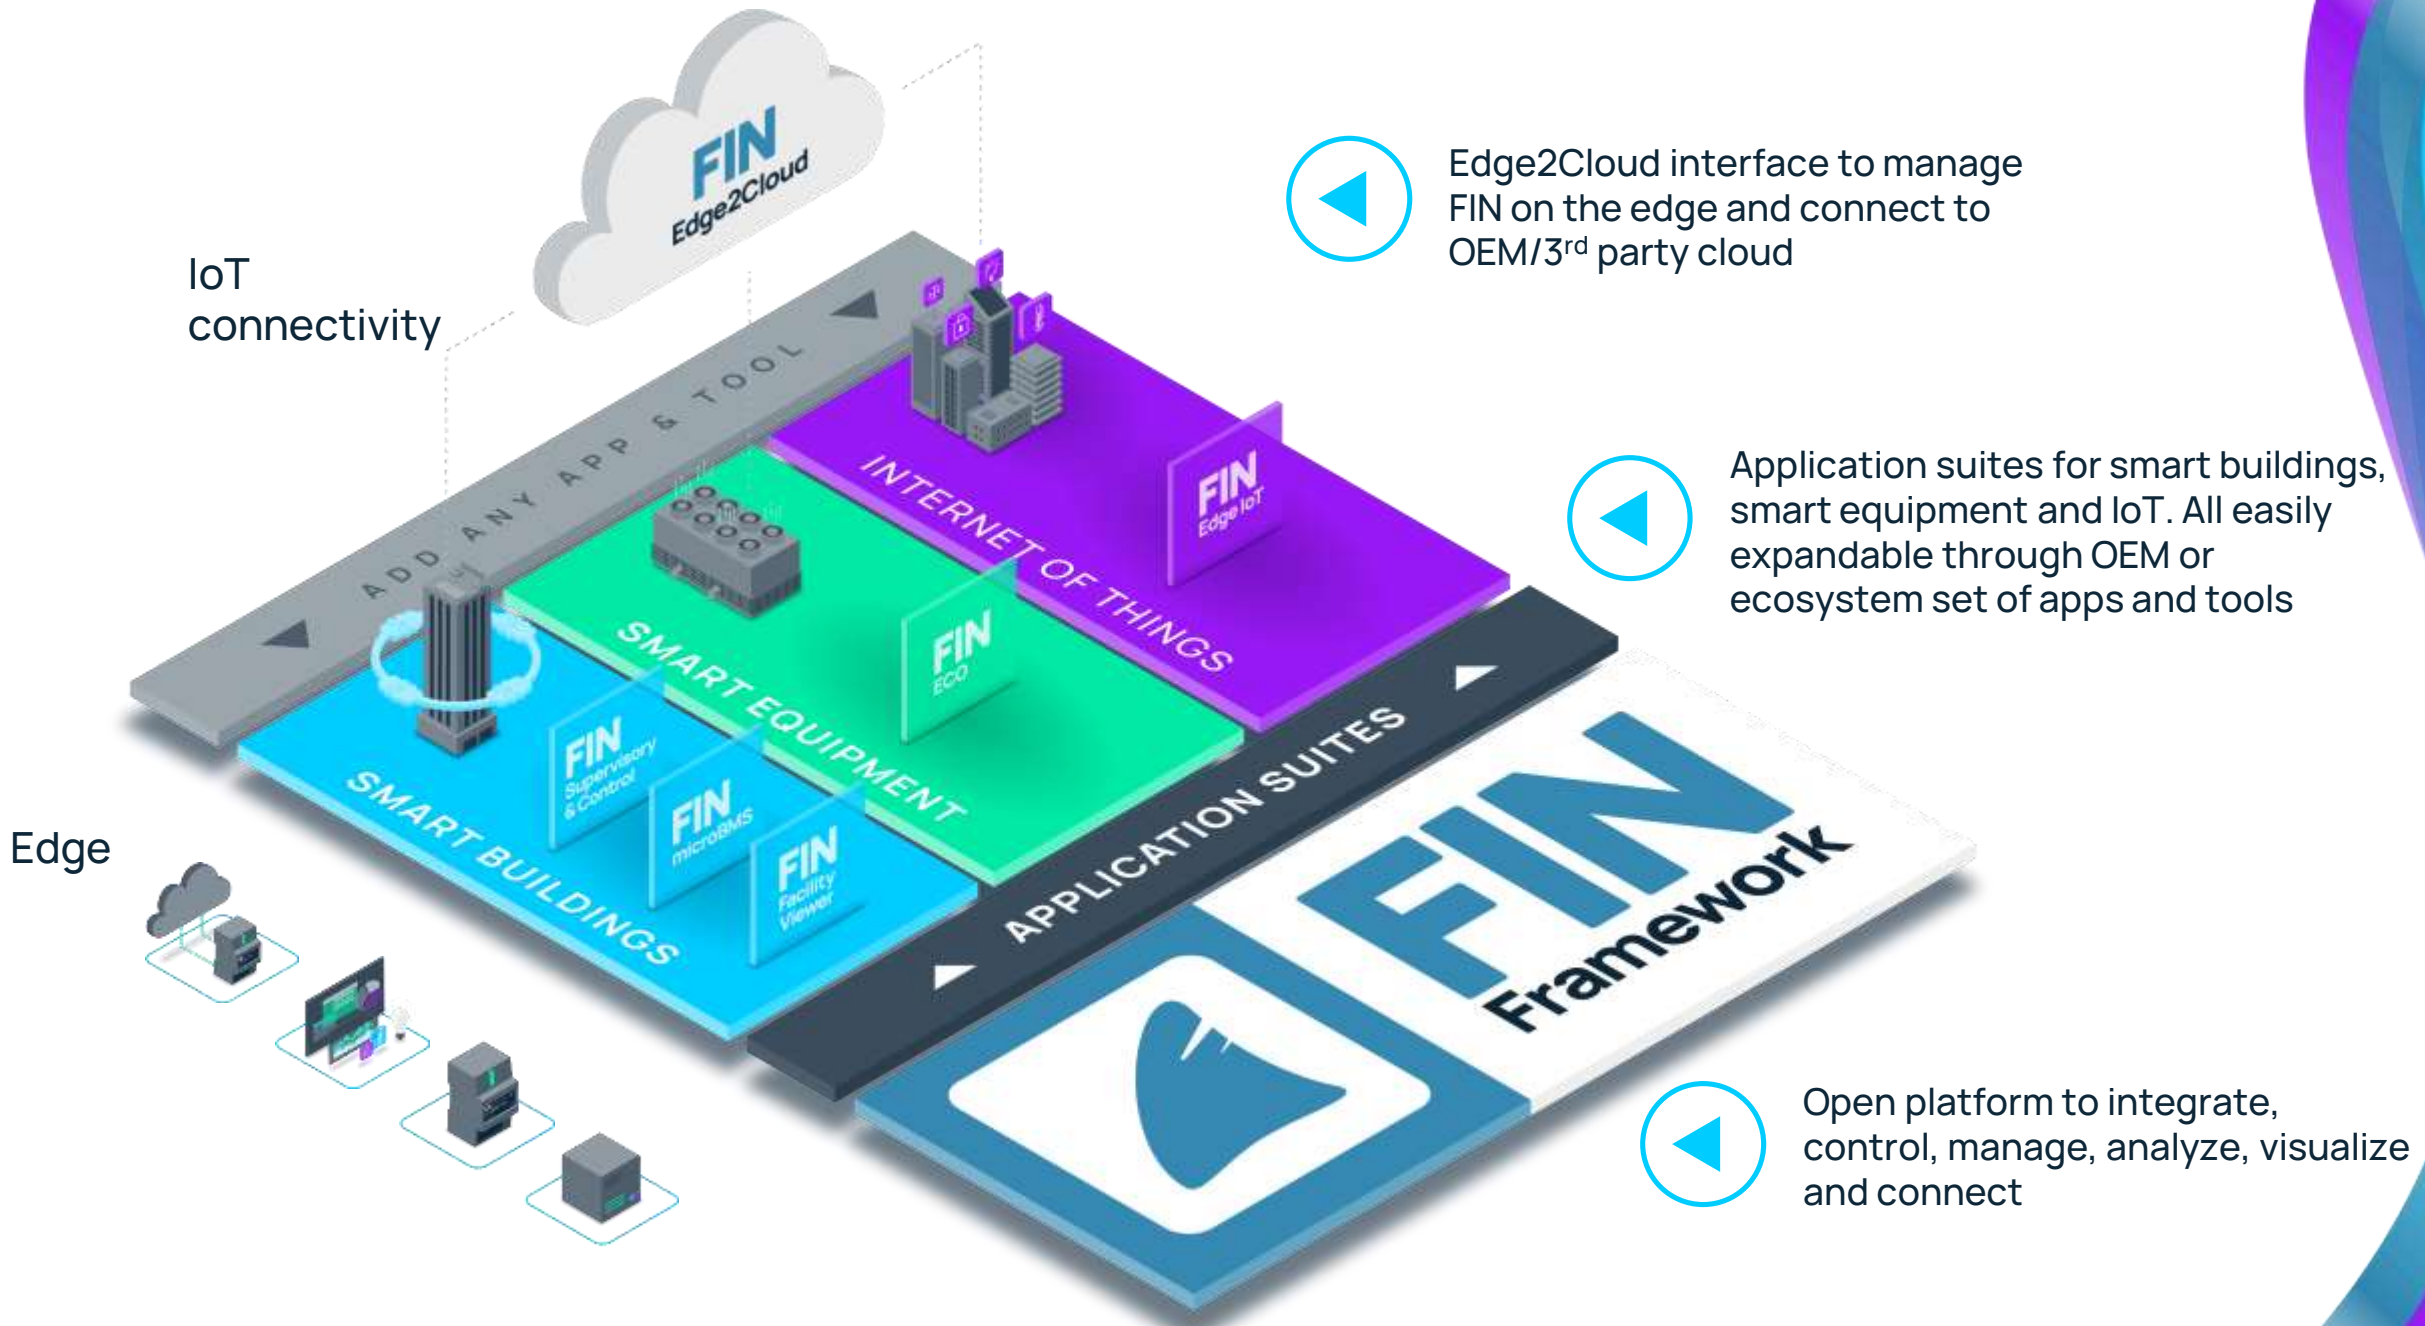 FIN
Edge2Cloud
IoT
connectivity
Edge2Cloud interface to manage
FIN on the edge and connect to
OEM/3rd party cloud
ADD ANY APP & TOOL
INTERNET OF THINGS
FIN
Edge IoT
Application suites for smart buildings,
smart equipment and IoT. All easily
expandable through OEM or
ecosystem set of apps and tools
SMART EQUIPMENT
FIN
ECO
SMART BUILDINGS
FIN
Supervisory
& Control
FIN
microBMS
FIN
Facility
Viewer
APPLICATION SUITES
Edge
FIN
Framework
Open platform to integrate,
control, manage, analyze, visualize
and connect